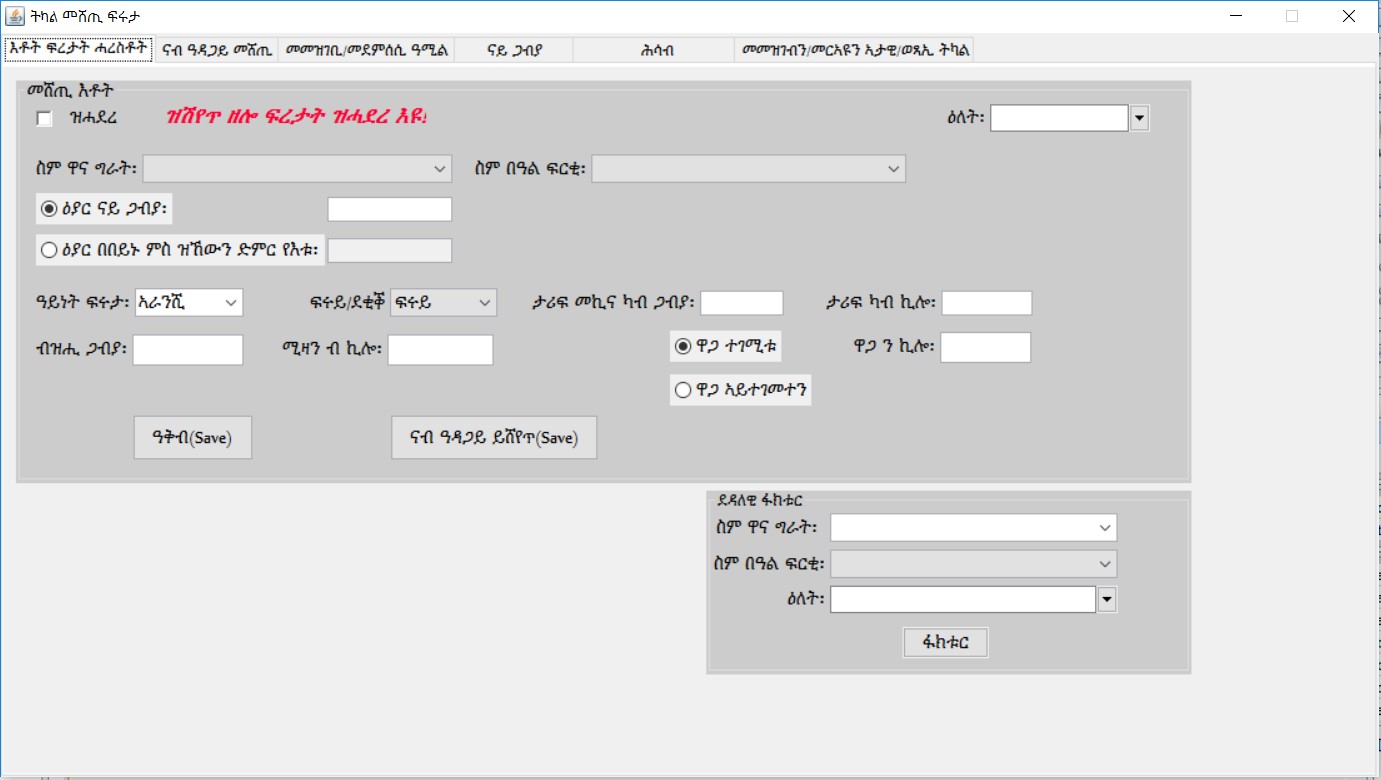 ትካል መሸጢ ፍሩታ
እቶት ፍረታት ሓረስቶት ናብ ዓዳጋይ መሸጢ መመዝገቢ/መደምሰሲ ዓሚል ናይ ጋብያ ሕሳብ መመዝገብን/መርኣዩን ኣታዊ/ወጻኢ ትካል
መሸጢ እቶት
ዝሓደረ ዝሽየጥ ዘሎ ፍረታት ዝሓደረ እዩ! ዕለት:
ስም ዋና ግራት: ስም በዓል ፍርቂ:
ዕያር ናይ ጋብያ:
ዕያር በበይኑ ምስ ዝኸውን ድምር የእቱ:
ዓይነት ፍሩታ: ኣራንሺ ፍሩይ/ደቂቕ ፍሩይ ታሪፍ መኪና ካብ ጋብያ: ታሪፍ ካብ ኪሎ:
ብዝሒ ጋብያ: ሚዛን ብ ኪሎ: ዋጋ ተገሚቱ ዋጋ ን ኪሎ:
ዋጋ ኣይተገመተን
ዓቅብ(Save) ናብ ዓዳጋይ ይሸየጥ(Save)
ደዳለዊ ፋክቱር
ስም ዋና ግራት:
ስም በዓል ፍርቂ:
ዕለት:
ፋክቱር